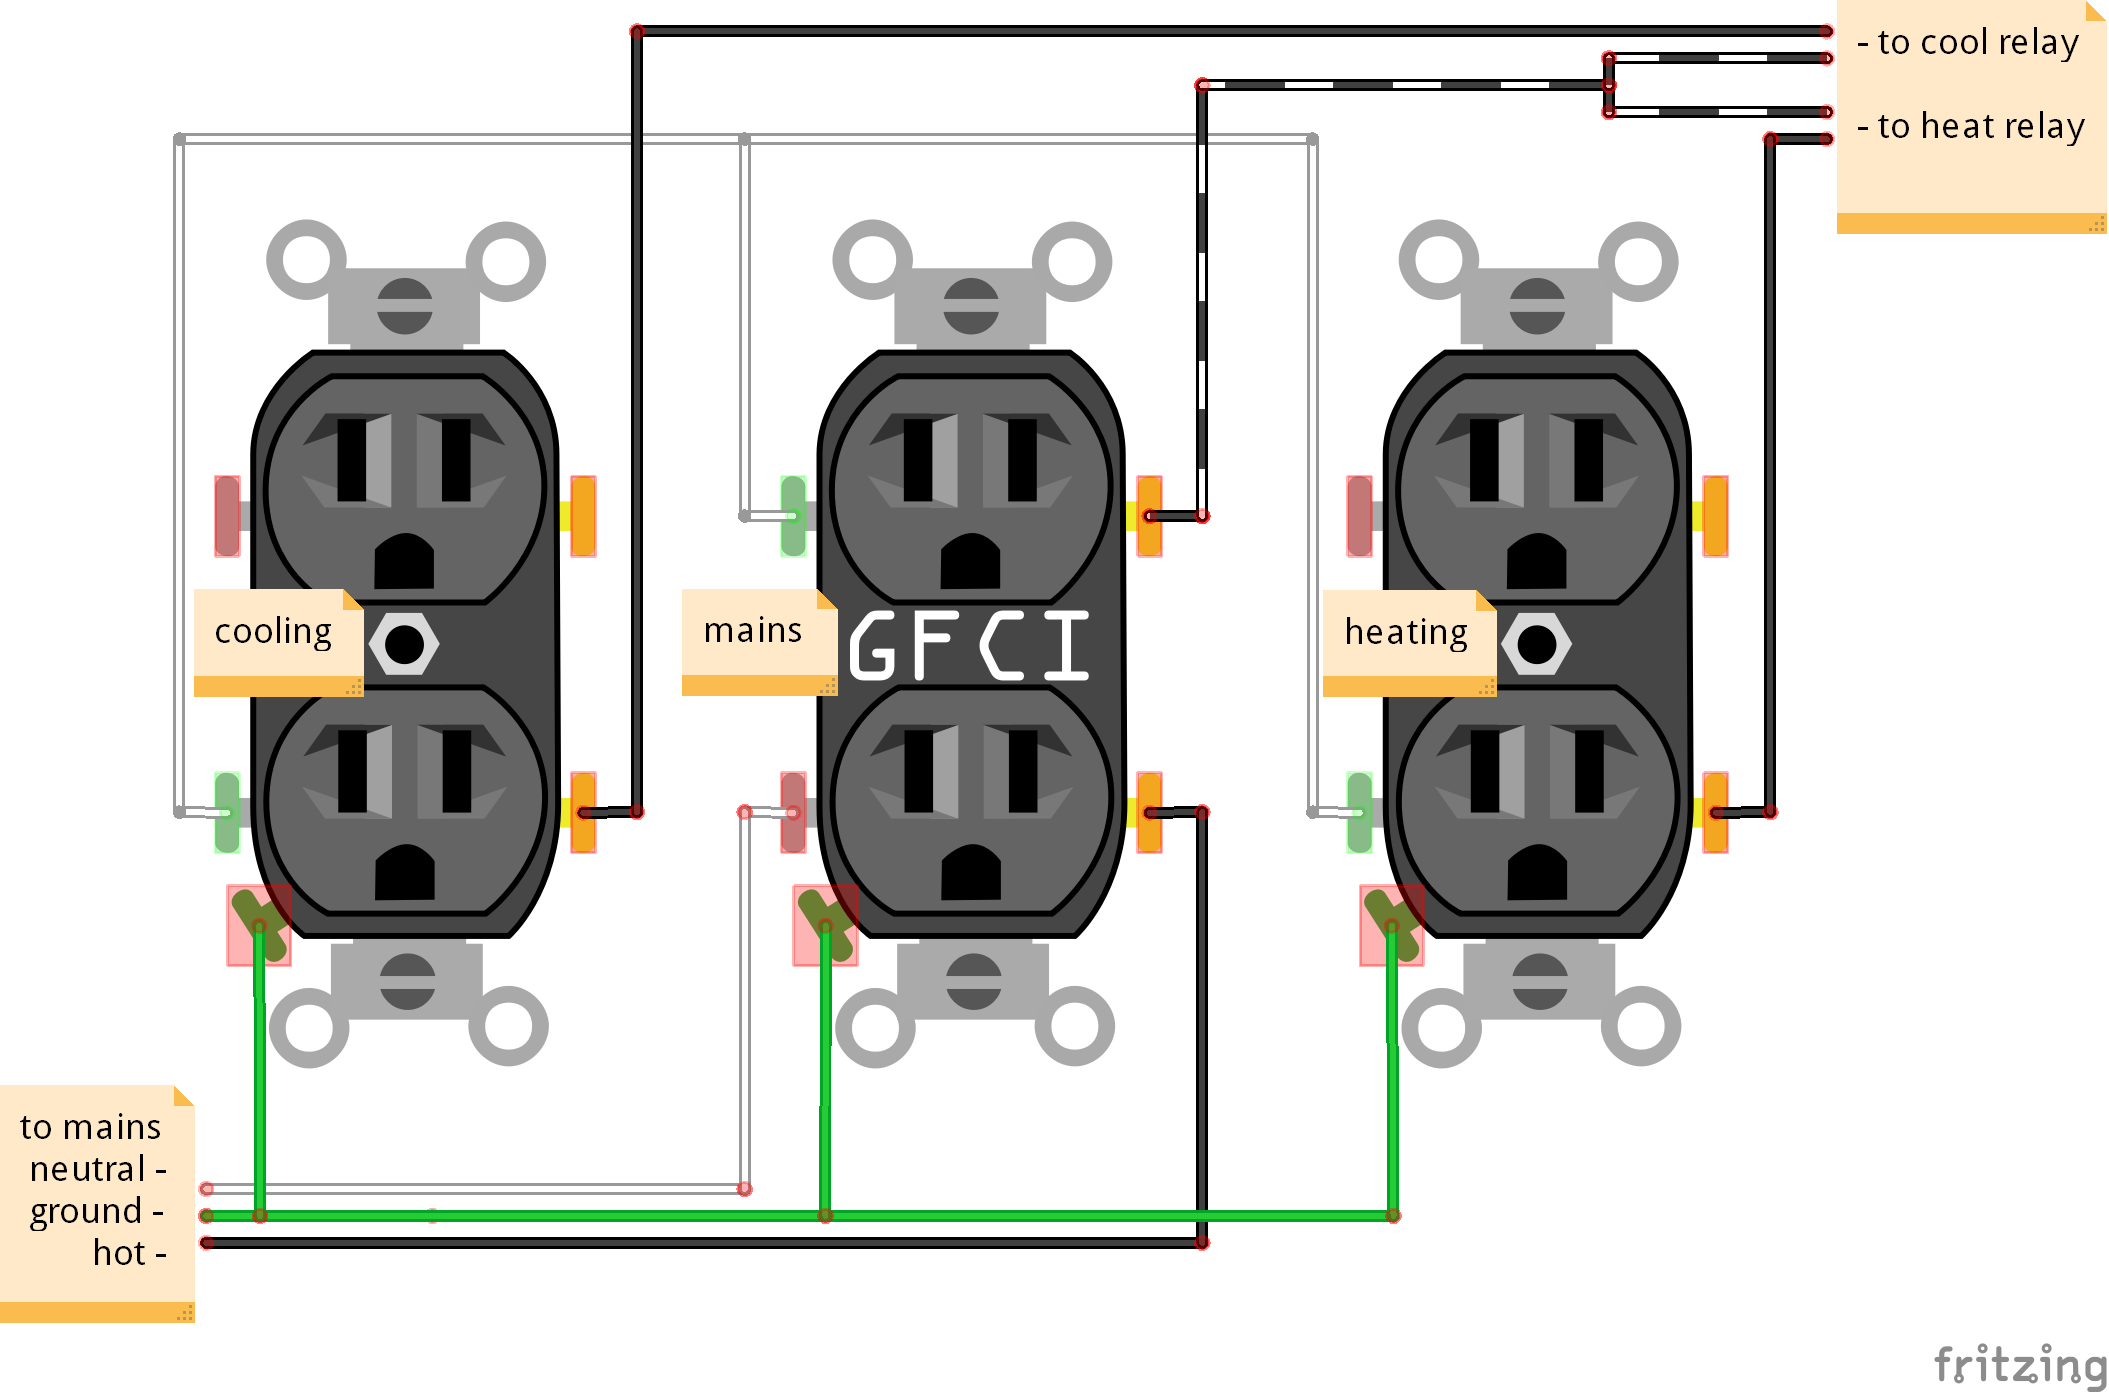 - to cool relay
- to heat relay
cooling
mains
GFCI
heating
to mains
neutral -
ground -
hot -
fritzing